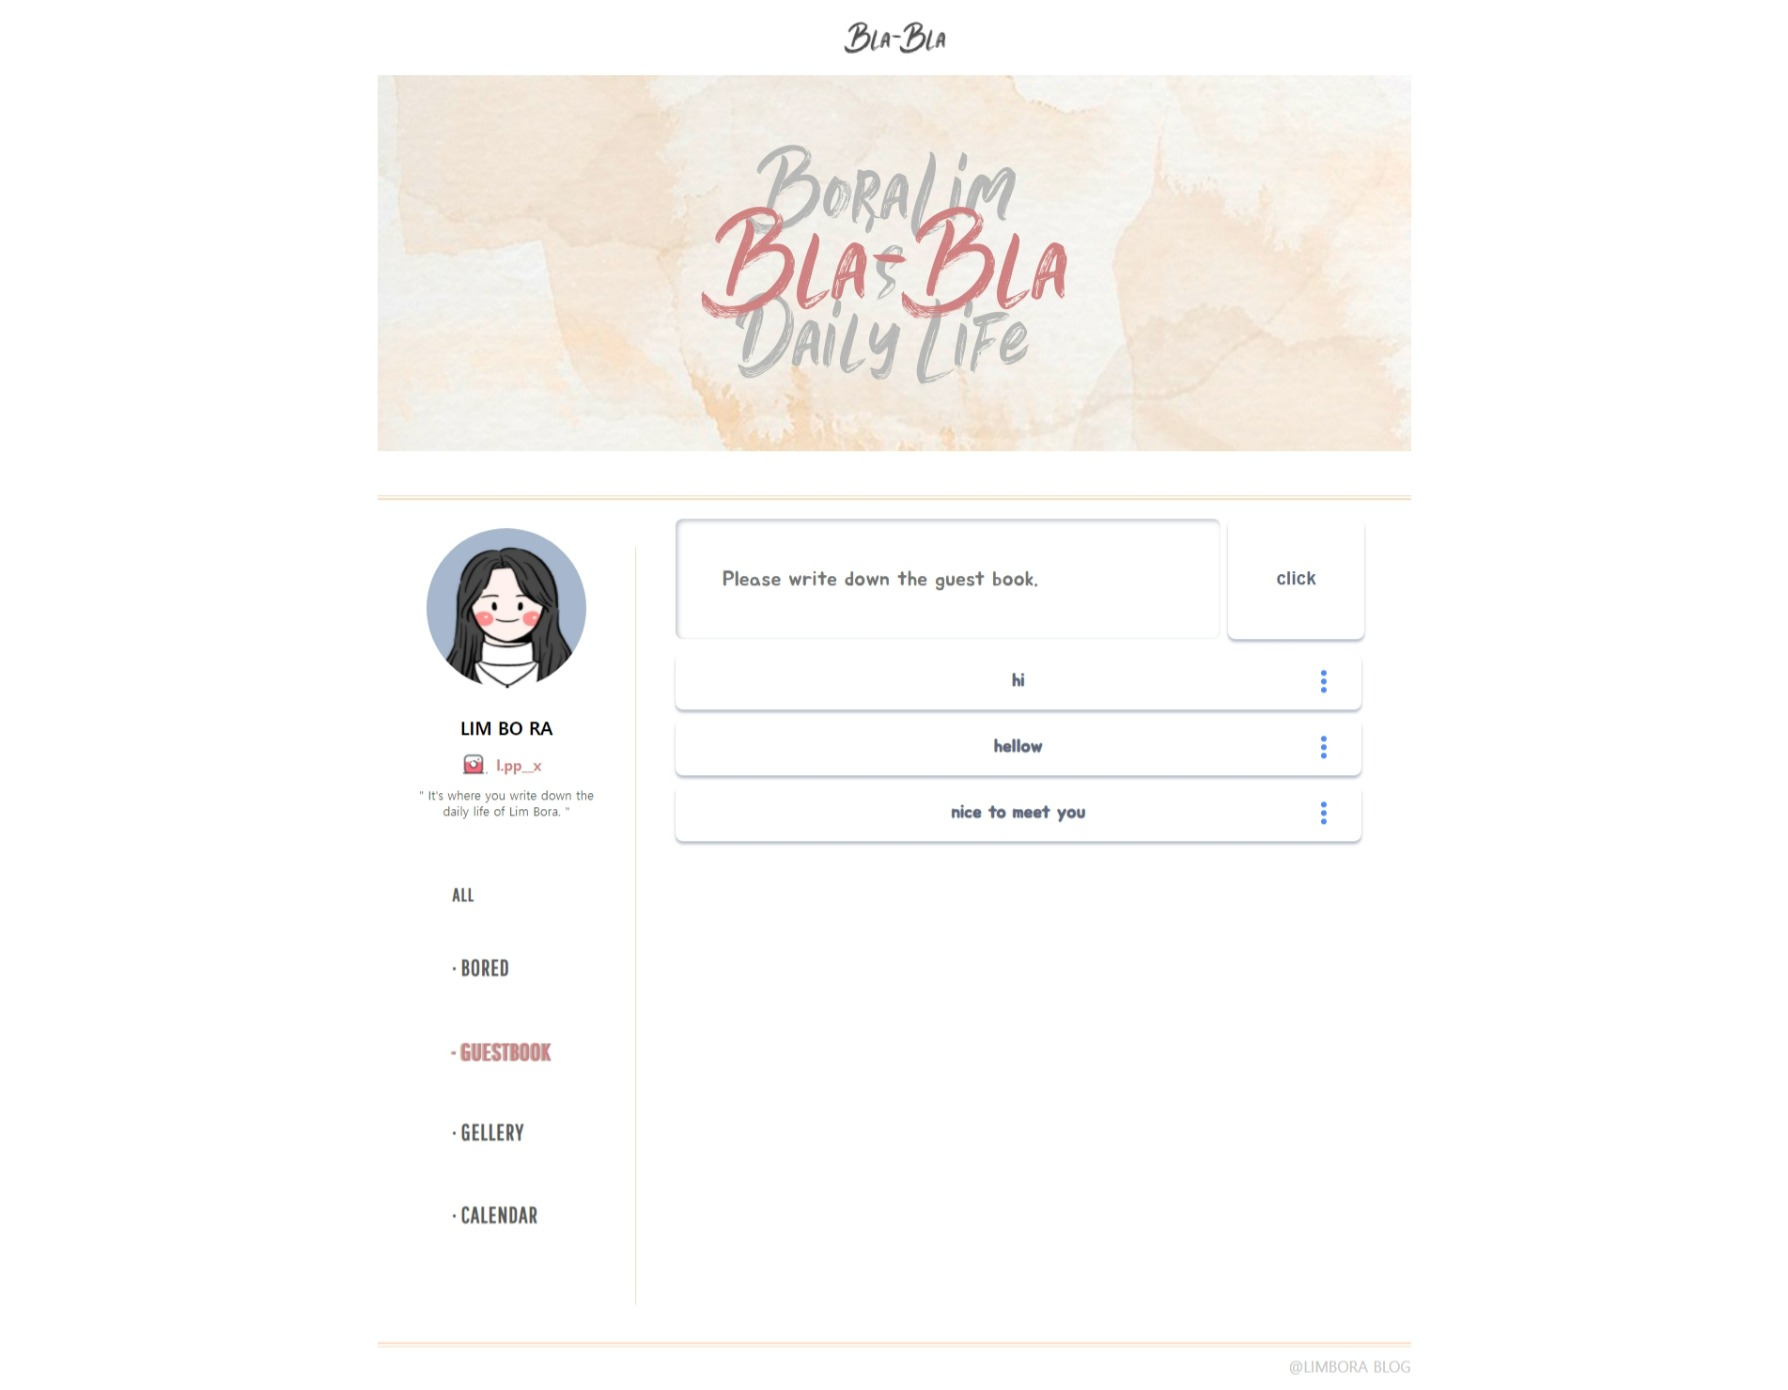 Bla-Bla
BoraLim
s
Bla-Bla
Daily Life
LIM BO RA
l.pp__x
" It's where you write down the
daily life of Lim Bora. "
ALL
· BORED
- GUESTBOOK
· GELLERY
· CALENDAR
Please write down the guest book.
click
hi
hellow
nice to meet you
@LIMBORA BLOG